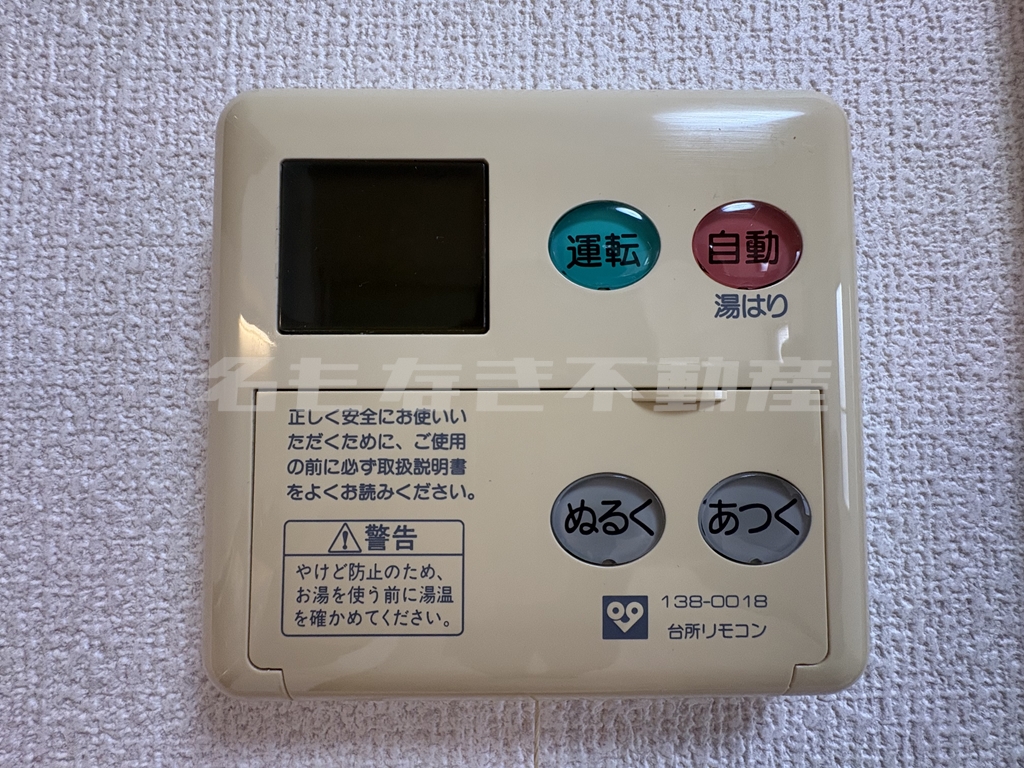 運転
自動
湯はり
名もなき不動産
正しく安全にお使いい
ただくために、ご使用
の前に必ず取扱説明書
をよくお読みください。
警告
やけど防止のため、
お湯を使う前に湯温
を確かめてください。
ぬるく
あつく
138-0018
台所リモコン